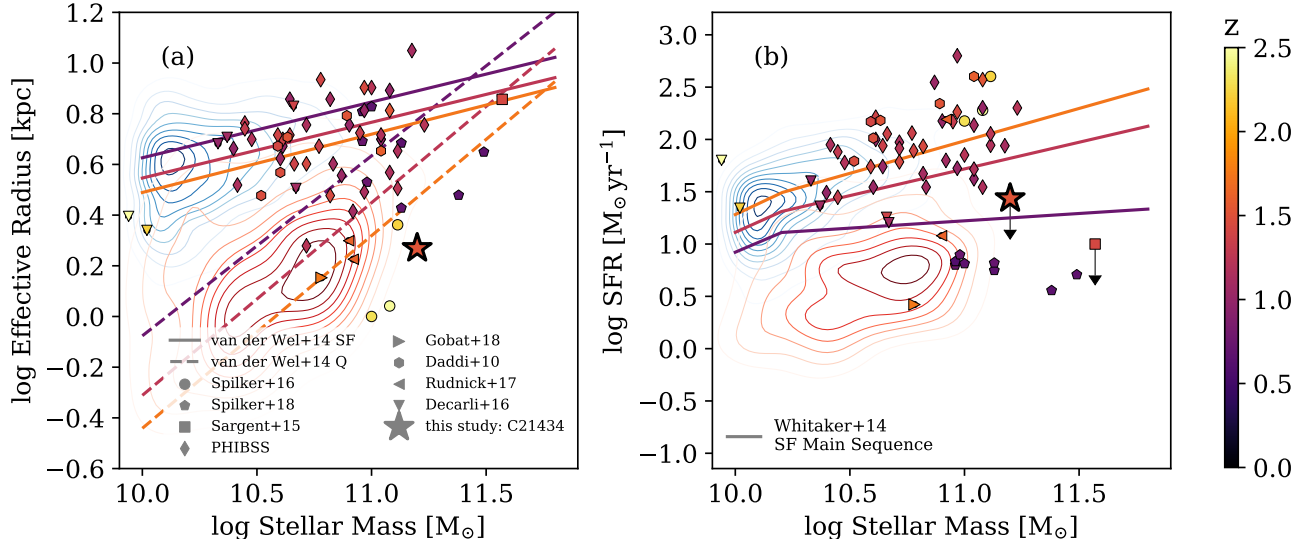 (a)
log Effective Radius [kpc]
1.2
1.0
0.8
0.6
0.4
0.2
0.0
−0.2
−0.4
−0.6
van der Wel+14 SF
van der Wel+14 Q
Spilker+16
Spilker+18
Sargent+15
PHIBSS
Gobat+18
Daddi+10
Rudnick+17
Decarli+16
this study: C21434
10.0 10.5 11.0 11.5
log Stellar Mass [M⊙]
(b)
log SFR [M⊙ yr−1]
3.0
2.5
2.0
1.5
1.0
0.5
0.0
−0.5
−1.0
Whitaker+14
SF Main Sequence
10.0 10.5 11.0 11.5
log Stellar Mass [M⊙]
z
2.5
2.0
1.5
1.0
0.5
0.0